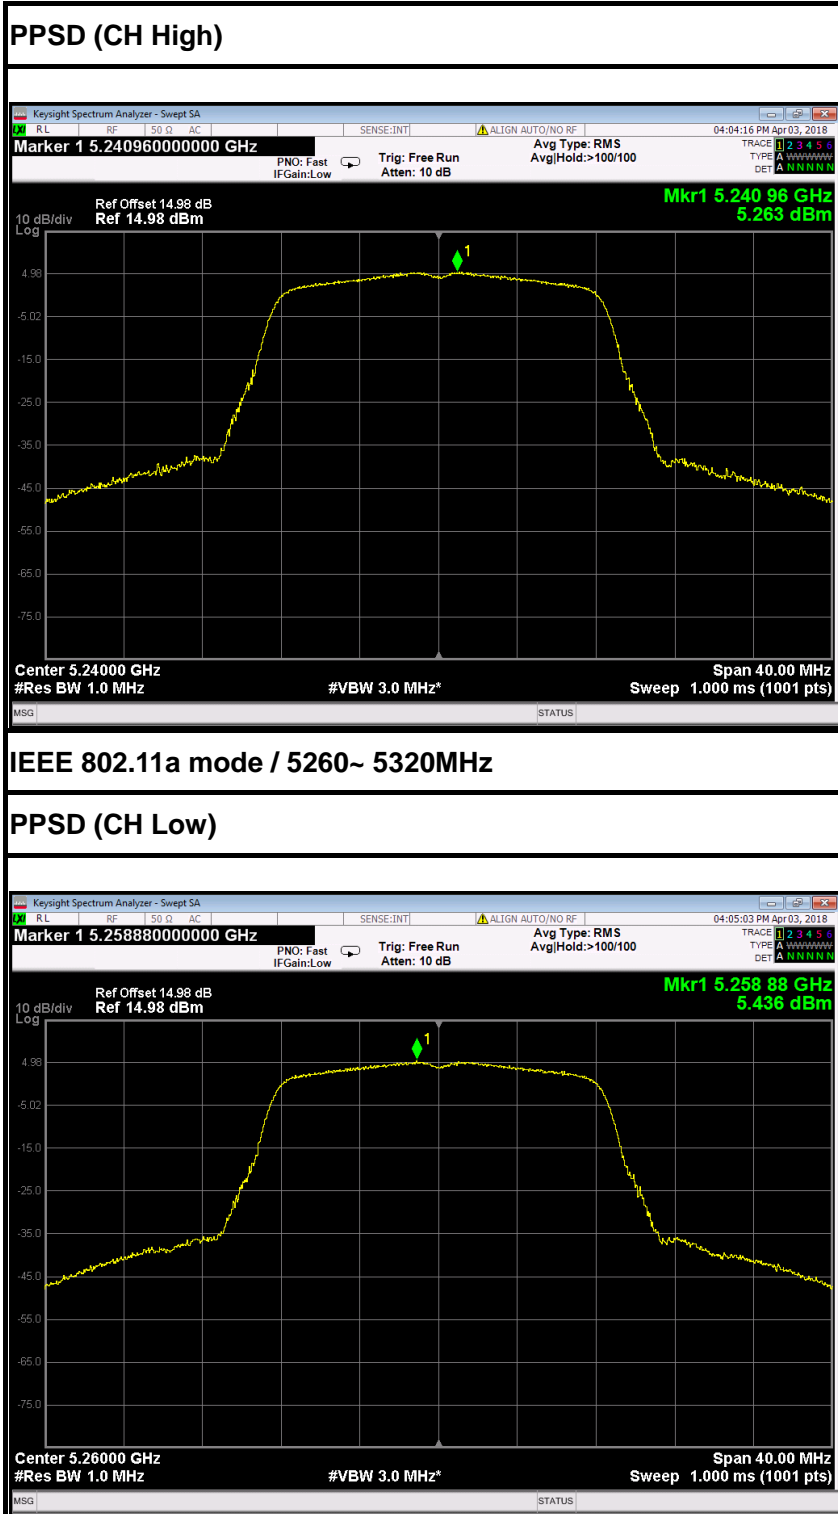 PPSD (CH High)
Keysight Spectrum Analyzer - Swept SA
LXI RL RF 50 Ω AC SENSE:INT ALIGN AUTO/NO RF 04:04:16 PM Apr 03, 2018
Marker 1 5.240960000000 GHz
PNO: Fast
IFGain:Low
Trig: Free Run
Atten: 10 dB
Avg Type: RMS
Avg|Hold:>100/100
TRACE 1 2 3 4 5 6
TYPE A WWWWW
DET A N N N N N
Mkr1 5.240 96 GHz
5.263 dBm
Ref Offset 14.98 dB
10 dB/div Ref 14.98 dBm
Log
1
4.98
-5.02
-15.0
-25.0
-35.0
-45.0
-55.0
-65.0
-75.0
Center 5.24000 GHz Span 40.00 MHz
#Res BW 1.0 MHz #VBW 3.0 MHz* Sweep 1.000 ms (1001 pts)
MSG STATUS
IEEE 802.11a mode / 5260~ 5320MHz
PPSD (CH Low)
Keysight Spectrum Analyzer - Swept SA
LXI RL RF 50 Ω AC SENSE:INT ALIGN AUTO/NO RF 04:05:03 PM Apr 03, 2018
Marker 1 5.258880000000 GHz
PNO: Fast
IFGain:Low
Trig: Free Run
Atten: 10 dB
Avg Type: RMS
Avg|Hold:>100/100
TRACE 1 2 3 4 5 6
TYPE A WWWWW
DET A N N N N N
Mkr1 5.258 88 GHz
5.436 dBm
Ref Offset 14.98 dB
10 dB/div Ref 14.98 dBm
Log
1
4.98
-5.02
-15.0
-25.0
-35.0
-45.0
-55.0
-65.0
-75.0
Center 5.26000 GHz Span 40.00 MHz
#Res BW 1.0 MHz #VBW 3.0 MHz* Sweep 1.000 ms (1001 pts)
MSG STATUS